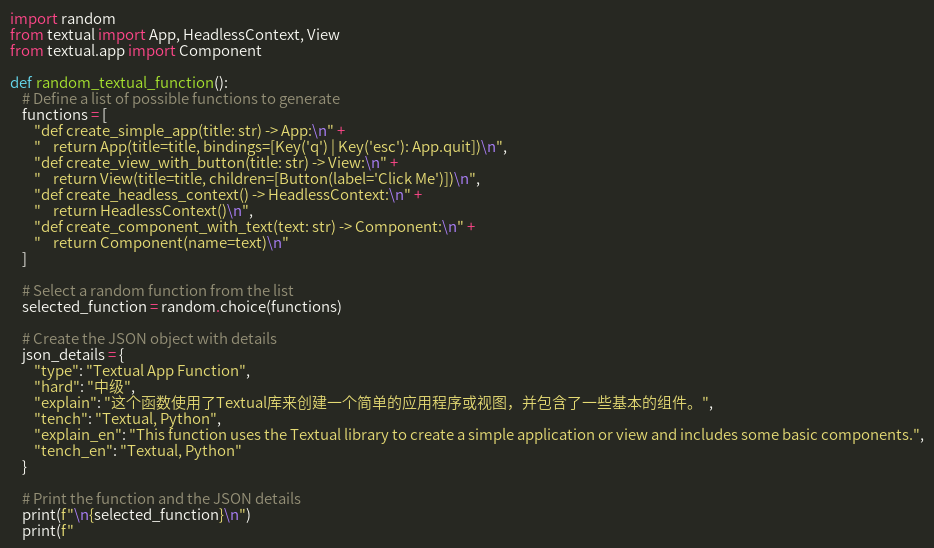 import random
from textual import App, HeadlessContext, View
from textual.app import Component

def random_textual_function():
    # Define a list of possible functions to generate
    functions = [
        "def create_simple_app(title: str) -> App:\n" +
        "    return App(title=title, bindings=[Key('q') | Key('esc'): App.quit])\n",
        "def create_view_with_button(title: str) -> View:\n" +
        "    return View(title=title, children=[Button(label='Click Me')])\n",
        "def create_headless_context() -> HeadlessContext:\n" +
        "    return HeadlessContext()\n",
        "def create_component_with_text(text: str) -> Component:\n" +
        "    return Component(name=text)\n"
    ]

    # Select a random function from the list
    selected_function = random.choice(functions)

    # Create the JSON object with details
    json_details = {
        "type": "Textual App Function",
        "hard": "中级",
        "explain": "这个函数使用了Textual库来创建一个简单的应用程序或视图，并包含了一些基本的组件。",
        "tench": "Textual, Python",
        "explain_en": "This function uses the Textual library to create a simple application or view and includes some basic components.",
        "tench_en": "Textual, Python"
    }

    # Print the function and the JSON details
    print(f"\n{selected_function}\n")
    print(f"